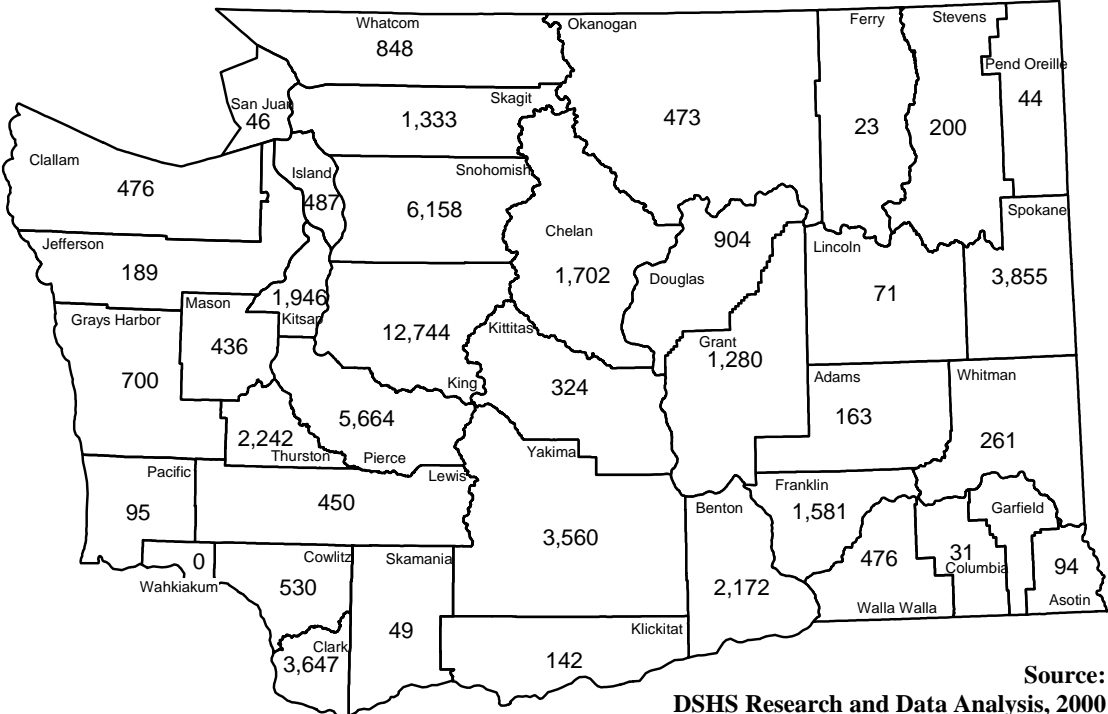 Whatcom
848
Okanogan
473
Ferry
23
Stevens
200
Pend Oreille
44
San Juan
46
Skagit
1,333
Clallam
476
Island
487
Snohomish
6,158
Chelan
1,702
Douglas
904
Spokane
3,855
Lincoln
71
Jefferson
189
Mason
436
1,946
Kitsap
Grays Harbor
700
12,744
King
Kittitas
324
Grant
1,280
Adams
163
Whitman
261
5,664
Pierce
2,242
Thurston
Yakima
3,560
Lewis
450
Pacific
95
Benton
2,172
Franklin
1,581
Garfield
0
Wahkiakum
Cowlitz
530
Skamania
49
476
Walla Walla
31
Columbia
94
Asotin
Clark
3,647
Klickitat
142
Source:
DSHS Research and Data Analysis, 2000